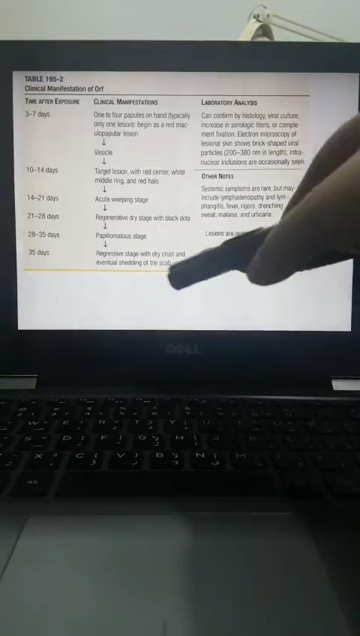 TABLE 195-2
Clinical Manifestation of Orf
TIME AFTER EXPOSURE
CLINICAL MANIFESTATIONS
3–7 days
One to four papules on hand (typically
only one lesion): begin as a red mac-
ulopapular lesion
↓
Vesicle
↓
10–14 days
Target lesion, with red center, white
middle ring, and red halo
↓
14–21 days
Acute weeping stage
↓
21–28 days
Regenerative dry stage with black dots
↓
28–35 days
Papillomatous stage
↓
35 days
Regressive stage with dry crust and
eventual shedding of the scab
LABORATORY ANALYSIS
Can confirm by histology, viral culture,
increase in serologic titers, or comple-
ment fixation. Electron microscopy of
lesional skin shows brick-shaped viral
particles (200–380 nm in length); intra-
nuclear inclusions are occasionally seen.
OTHER NOTES
Systemic symptoms are rare, but may
include lymphadenopathy and lym-
phangitis, fever, rigors, drenching
sweat, malaise, and urticaria.
Lesions are
DELL
W E R
S D F G H
X C V B N M